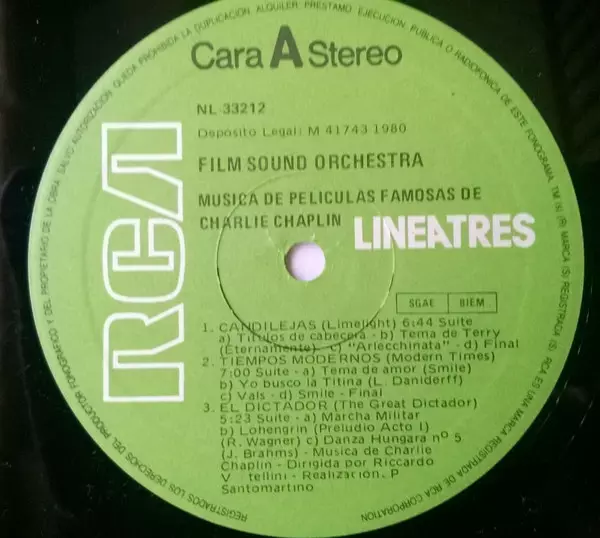 QUEDA PROHIBIDA LA DUPLICACION, ALQUILER, PRESTAMO, EJECUCION, PUBLICA O RADIOFONICA DE ESTE FONOGRAMA. TM (R) MARCA (S) REGISTRADA (S)
RCA ES UNA MARCA REGISTRADA DE RCA CORPORATION
REGISTRADOS LOS DERECHOS DEL PRODUCTOR FONOGRAFICO Y DEL PROPIETARIO DE LA OBRA. SALVO AUTORIZACION
Cara A Stereo
NL-33212
Depósito Legal: M 41743 1980
FILM SOUND ORCHESTRA
MUSICA DE PELICULAS FAMOSAS DE
CHARLIE CHAPLIN
LINEATRES
RCA
SGAE BIEM
1. CANDILEJAS (Limelight) 6:44 Suite
a) Titulos de cabecera - b) Tema de Terry
(Eternamente) - c) "Arlecchinata" - d) Final
2. TIEMPOS MODERNOS (Modern Times)
7:00 Suite - a) Tema de amor (Smile)
b) Yo busco la Titina (L. Daniderff)
c) Vals - d) Smile - Final
3. EL DICTADOR (The Great Dictador)
5:23 Suite - a) Marcha Militar
b) Lohengrin (Preludio Acto I)
(R. Wagner) c) Danza Hungara nº 5
(J. Brahms) - Musica de Charlie
Chaplin - Dirigida por Riccardo
V tellini - Realización. P
Santomartino